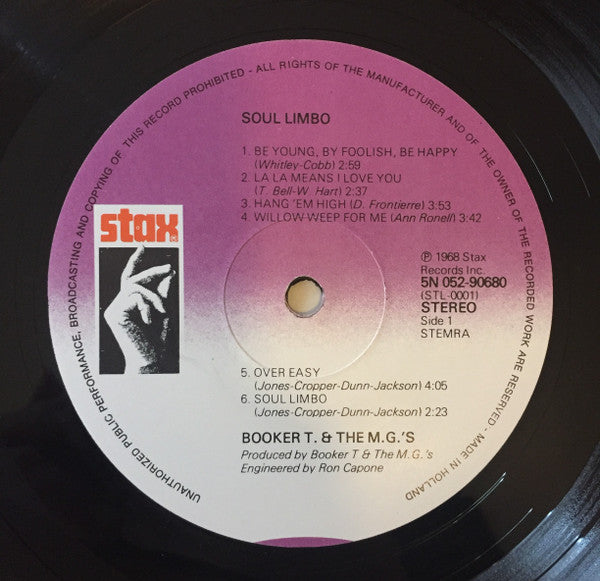 UNAUTHORIZED PUBLIC PERFORMANCE, BROADCASTING AND COPYING OF THIS RECORD PROHIBITED - ALL RIGHTS OF THE MANUFACTURER AND OF THE OWNER OF THE RECORDED WORK ARE RESERVED - MADE IN HOLLAND
SOUL LIMBO
1. BE YOUNG, BY FOOLISH, BE HAPPY
(Whitley-Cobb) 2:59
2. LA LA MEANS I LOVE YOU
(T. Bell-W. Hart) 2:37
3. HANG 'EM HIGH (D. Frontierre) 3:53
4. WILLOW WEEP FOR ME (Ann Ronell) 3:42
stax
℗ 1968 Stax
Records Inc.
5N 052-90680
(STL-0001)
STEREO
Side 1
STEMRA
5. OVER EASY
(Jones-Cropper-Dunn-Jackson) 4:05
6. SOUL LIMBO
(Jones-Cropper-Dunn-Jackson) 2:23
BOOKER T. & THE M.G.'S
Produced by Booker T & The M.G.'s
Engineered by Ron Capone